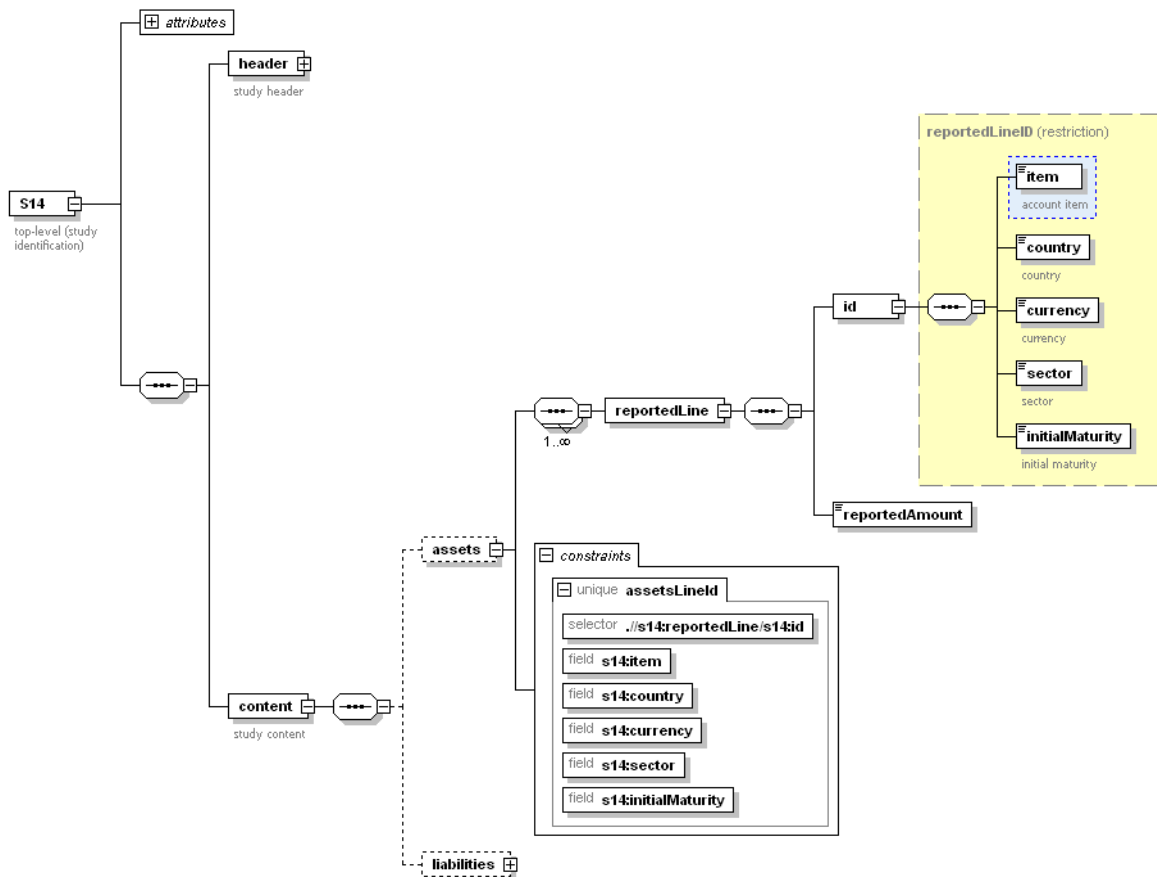 attributes
header
study header
S14
top-level (study
identification)
reportedLineID (restriction)
item
account item
country
country
currency
currency
sector
sector
initialMaturity
initial maturity
id
reportedLine
1..∞
reportedAmount
assets
constraints
unique assetsLineId
selector .//s14:reportedLine/s14:id
field s14:item
field s14:country
field s14:currency
field s14:sector
field s14:initialMaturity
content
study content
liabilities